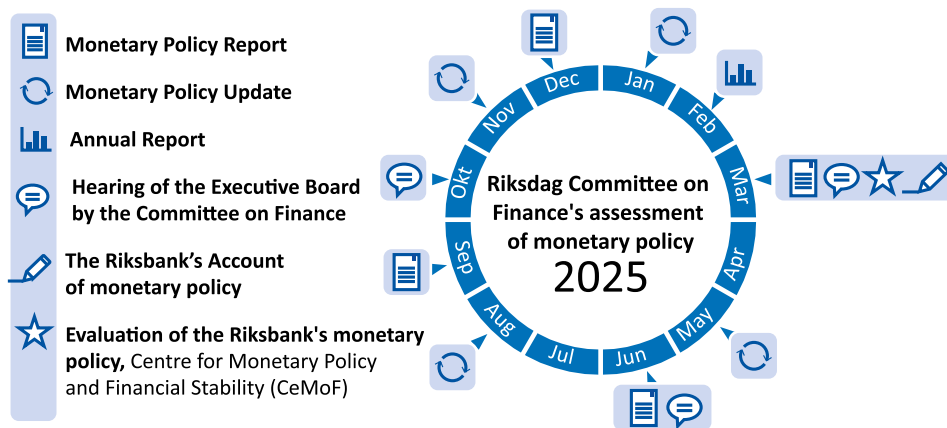 Monetary Policy Report
Monetary Policy Update
Annual Report
Hearing of the Executive Board
by the Committee on Finance
The Riksbank's Account
of monetary policy
Evaluation of the Riksbank's monetary
policy, Centre for Monetary Policy
and Financial Stability (CeMoF)
Riksdag Committee on
Finance's assessment
of monetary policy
2025
Jan
Feb
Mar
Apr
May
Jun
Jul
Aug
Sep
Okt
Nov
Dec